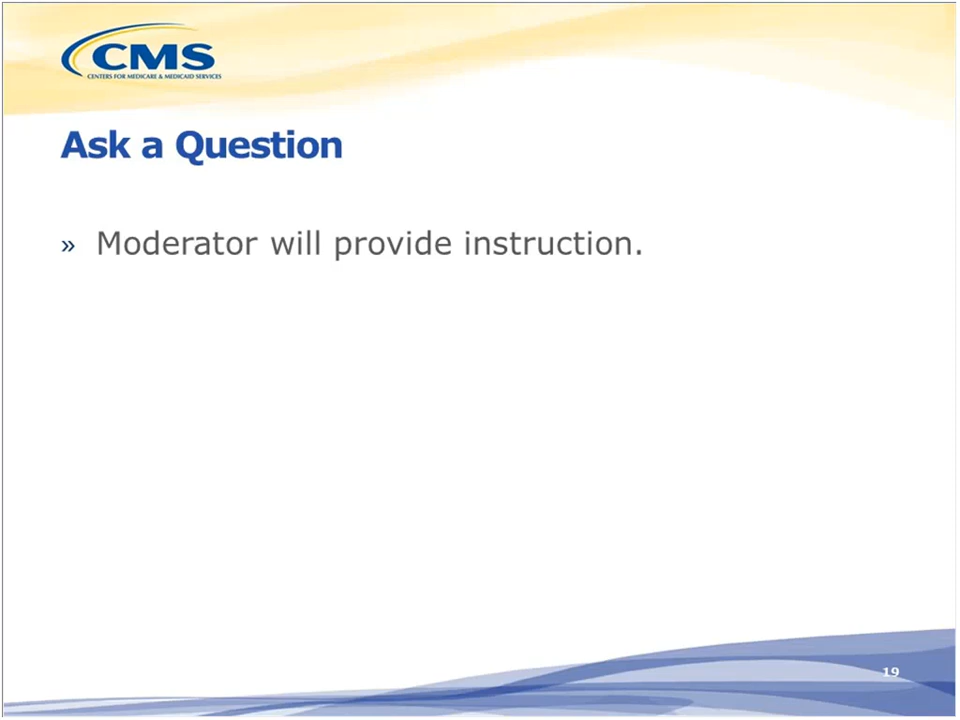 CMS
CENTERS FOR MEDICARE & MEDICAID SERVICES
Ask a Question
» Moderator will provide instruction.
19